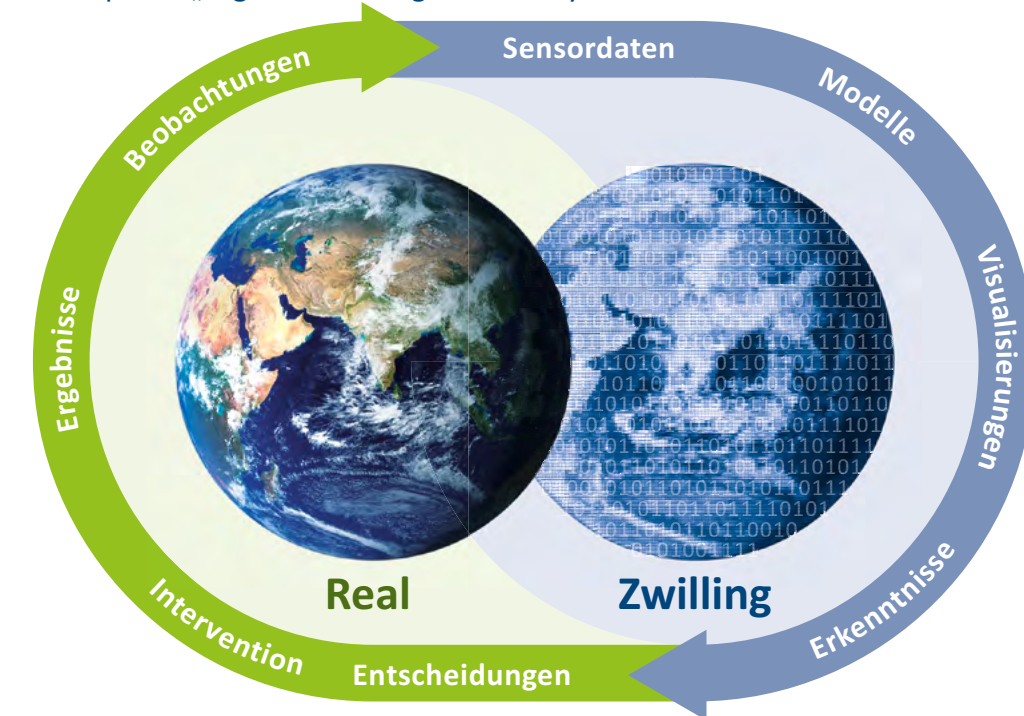 Sensordaten
Modelle
Visualisierungen
Erkenntnisse
Entscheidungen
Intervention
Ergebnisse
Beobachtungen
Real
Zwilling